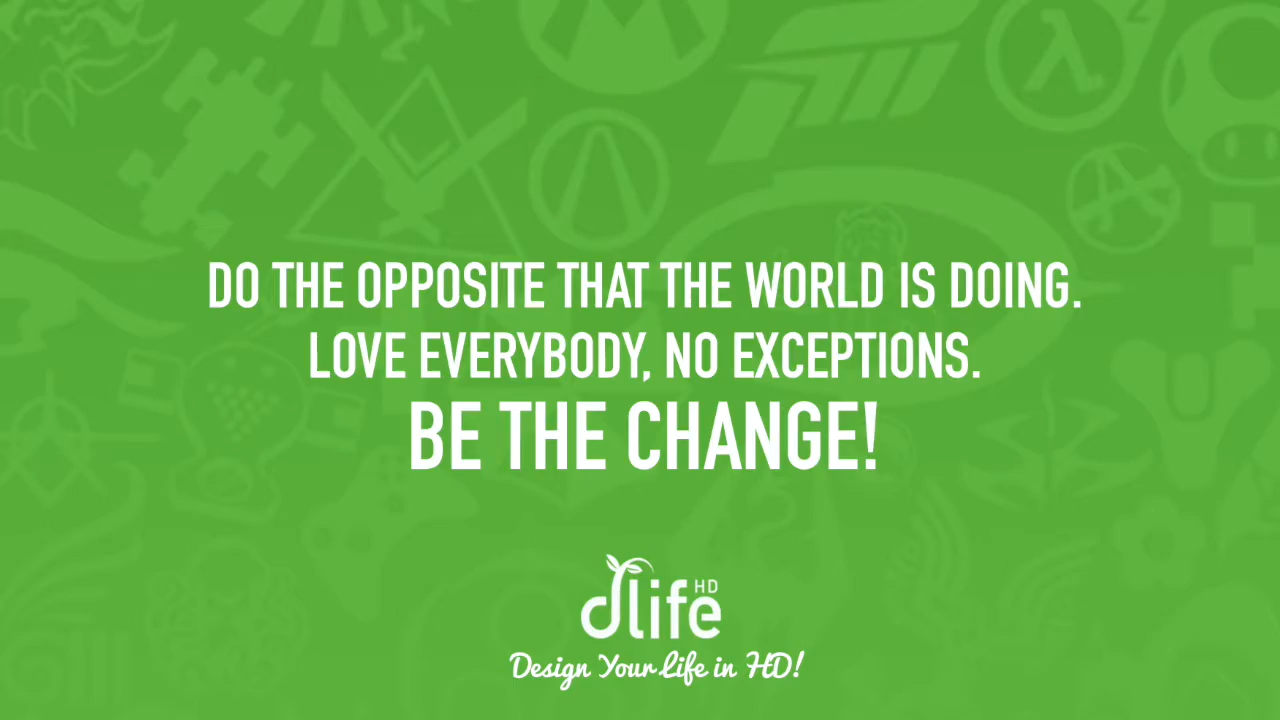 DO THE OPPOSITE THAT THE WORLD IS DOING.
LOVE EVERYBODY, NO EXCEPTIONS.
BE THE CHANGE!
dlife HD
Design Your Life in HD!